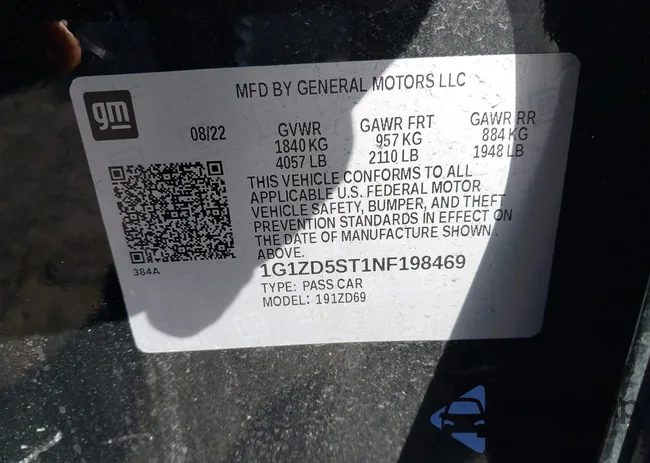 MFD BY GENERAL MOTORS LLC
gm
08/22 GVWR GAWR FRT GAWR RR
1840 KG 957 KG 884 KG
4057 LB 2110 LB 1948 LB
THIS VEHICLE CONFORMS TO ALL
APPLICABLE U.S. FEDERAL MOTOR
VEHICLE SAFETY, BUMPER, AND THEFT
PREVENTION STANDARDS IN EFFECT ON
THE DATE OF MANUFACTURE SHOWN
ABOVE.
384A
1G1ZD5ST1NF198469
TYPE: PASS CAR
MODEL: 191ZD69